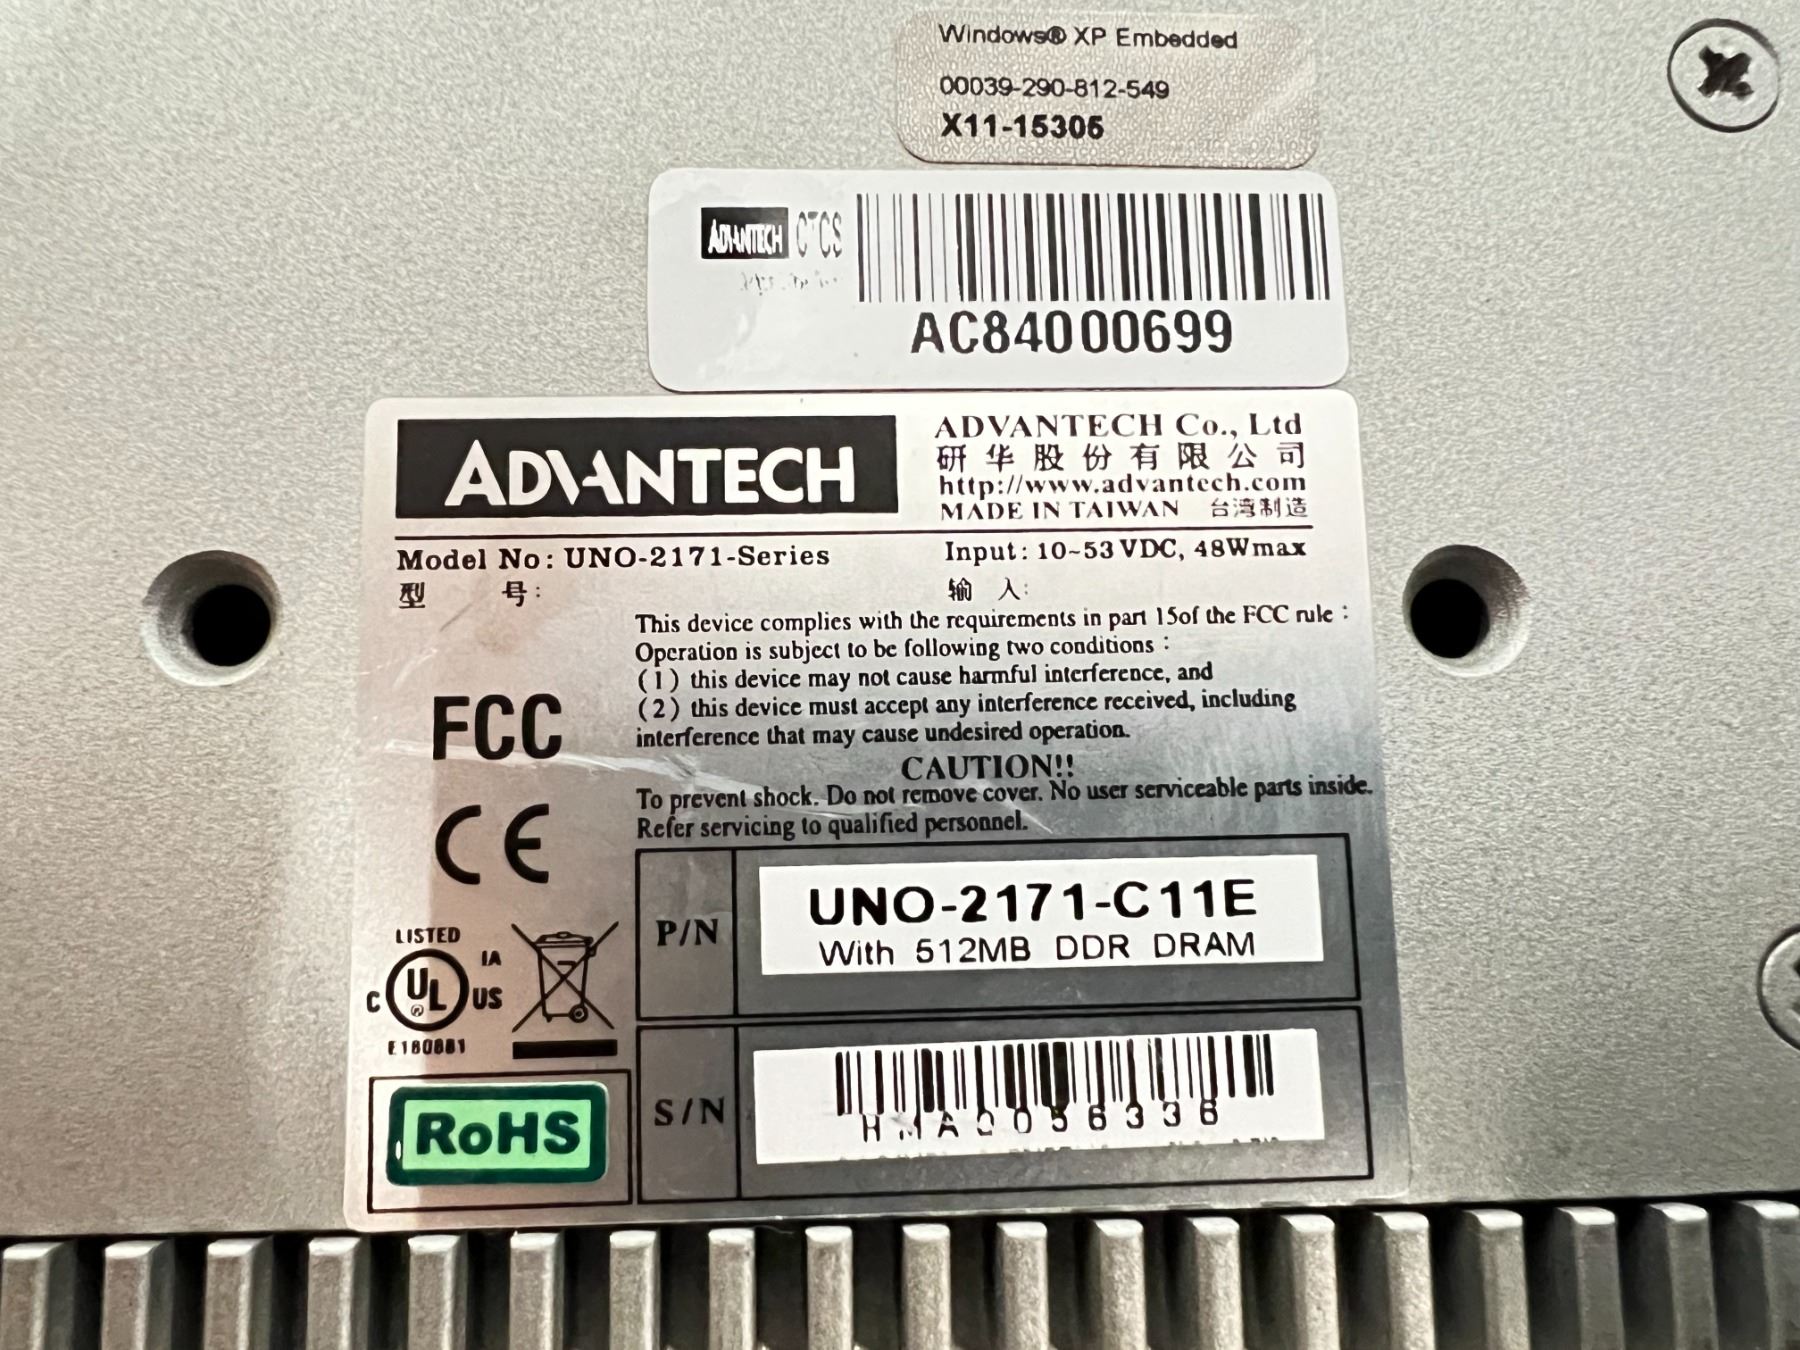 Windows® XP Embedded
00039-290-812-549
X11-15305
ADVANTECH CTCS
AC84000699
ADVANTECH
ADVANTECH Co., Ltd
研华股份有限公司
http://www.advantech.com
MADE IN TAIWAN 台湾制造
Model No: UNO-2171-Series
型 号:
Input: 10~53 VDC, 48Wmax
输 入:
This device complies with the requirements in part 15of the FCC rule :
Operation is subject to be following two conditions :
(1) this device may not cause harmful interference, and
(2) this device must accept any interference received, including
interference that may cause undesired operation.
CAUTION!!
To prevent shock. Do not remove cover. No user serviceable parts inside.
Refer servicing to qualified personnel.
FCC
CE
LISTED
IA
C UL ® US
E180881
RoHS
P/N
UNO-2171-C11E
With 512MB DDR DRAM
S/N
HMA0056336